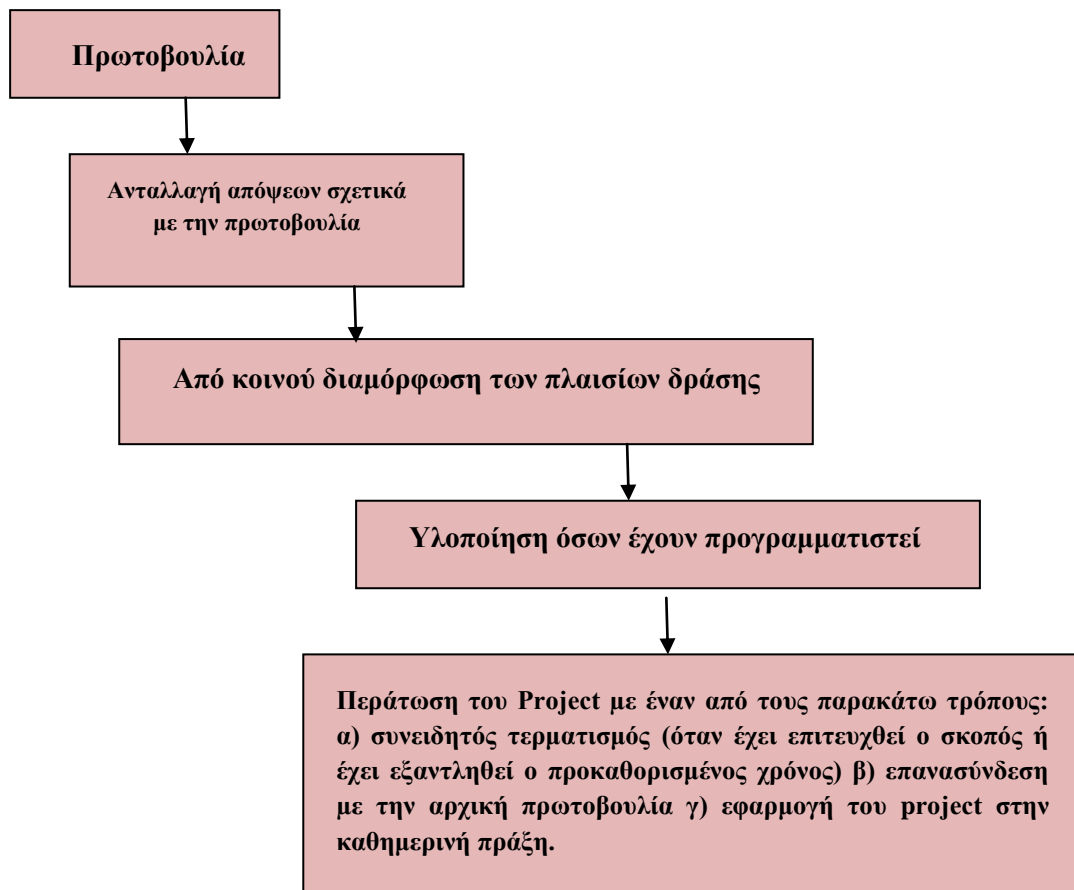 Πρωτοβουλία
Ανταλλαγή απόψεων σχετικά
με την πρωτοβουλία
Από κοινού διαμόρφωση των πλαισίων δράσης
Υλοποίηση όσων έχουν προγραμματιστεί
Περάτωση του Project με έναν από τους παρακάτω τρόπους:
α) συνειδητός τερματισμός (όταν έχει επιτευχθεί ο σκοπός ή
έχει εξαντληθεί ο προκαθορισμένος χρόνος) β) επανασύνδεση
με την αρχική πρωτοβουλία γ) εφαρμογή του project στην
καθημερινή πράξη.